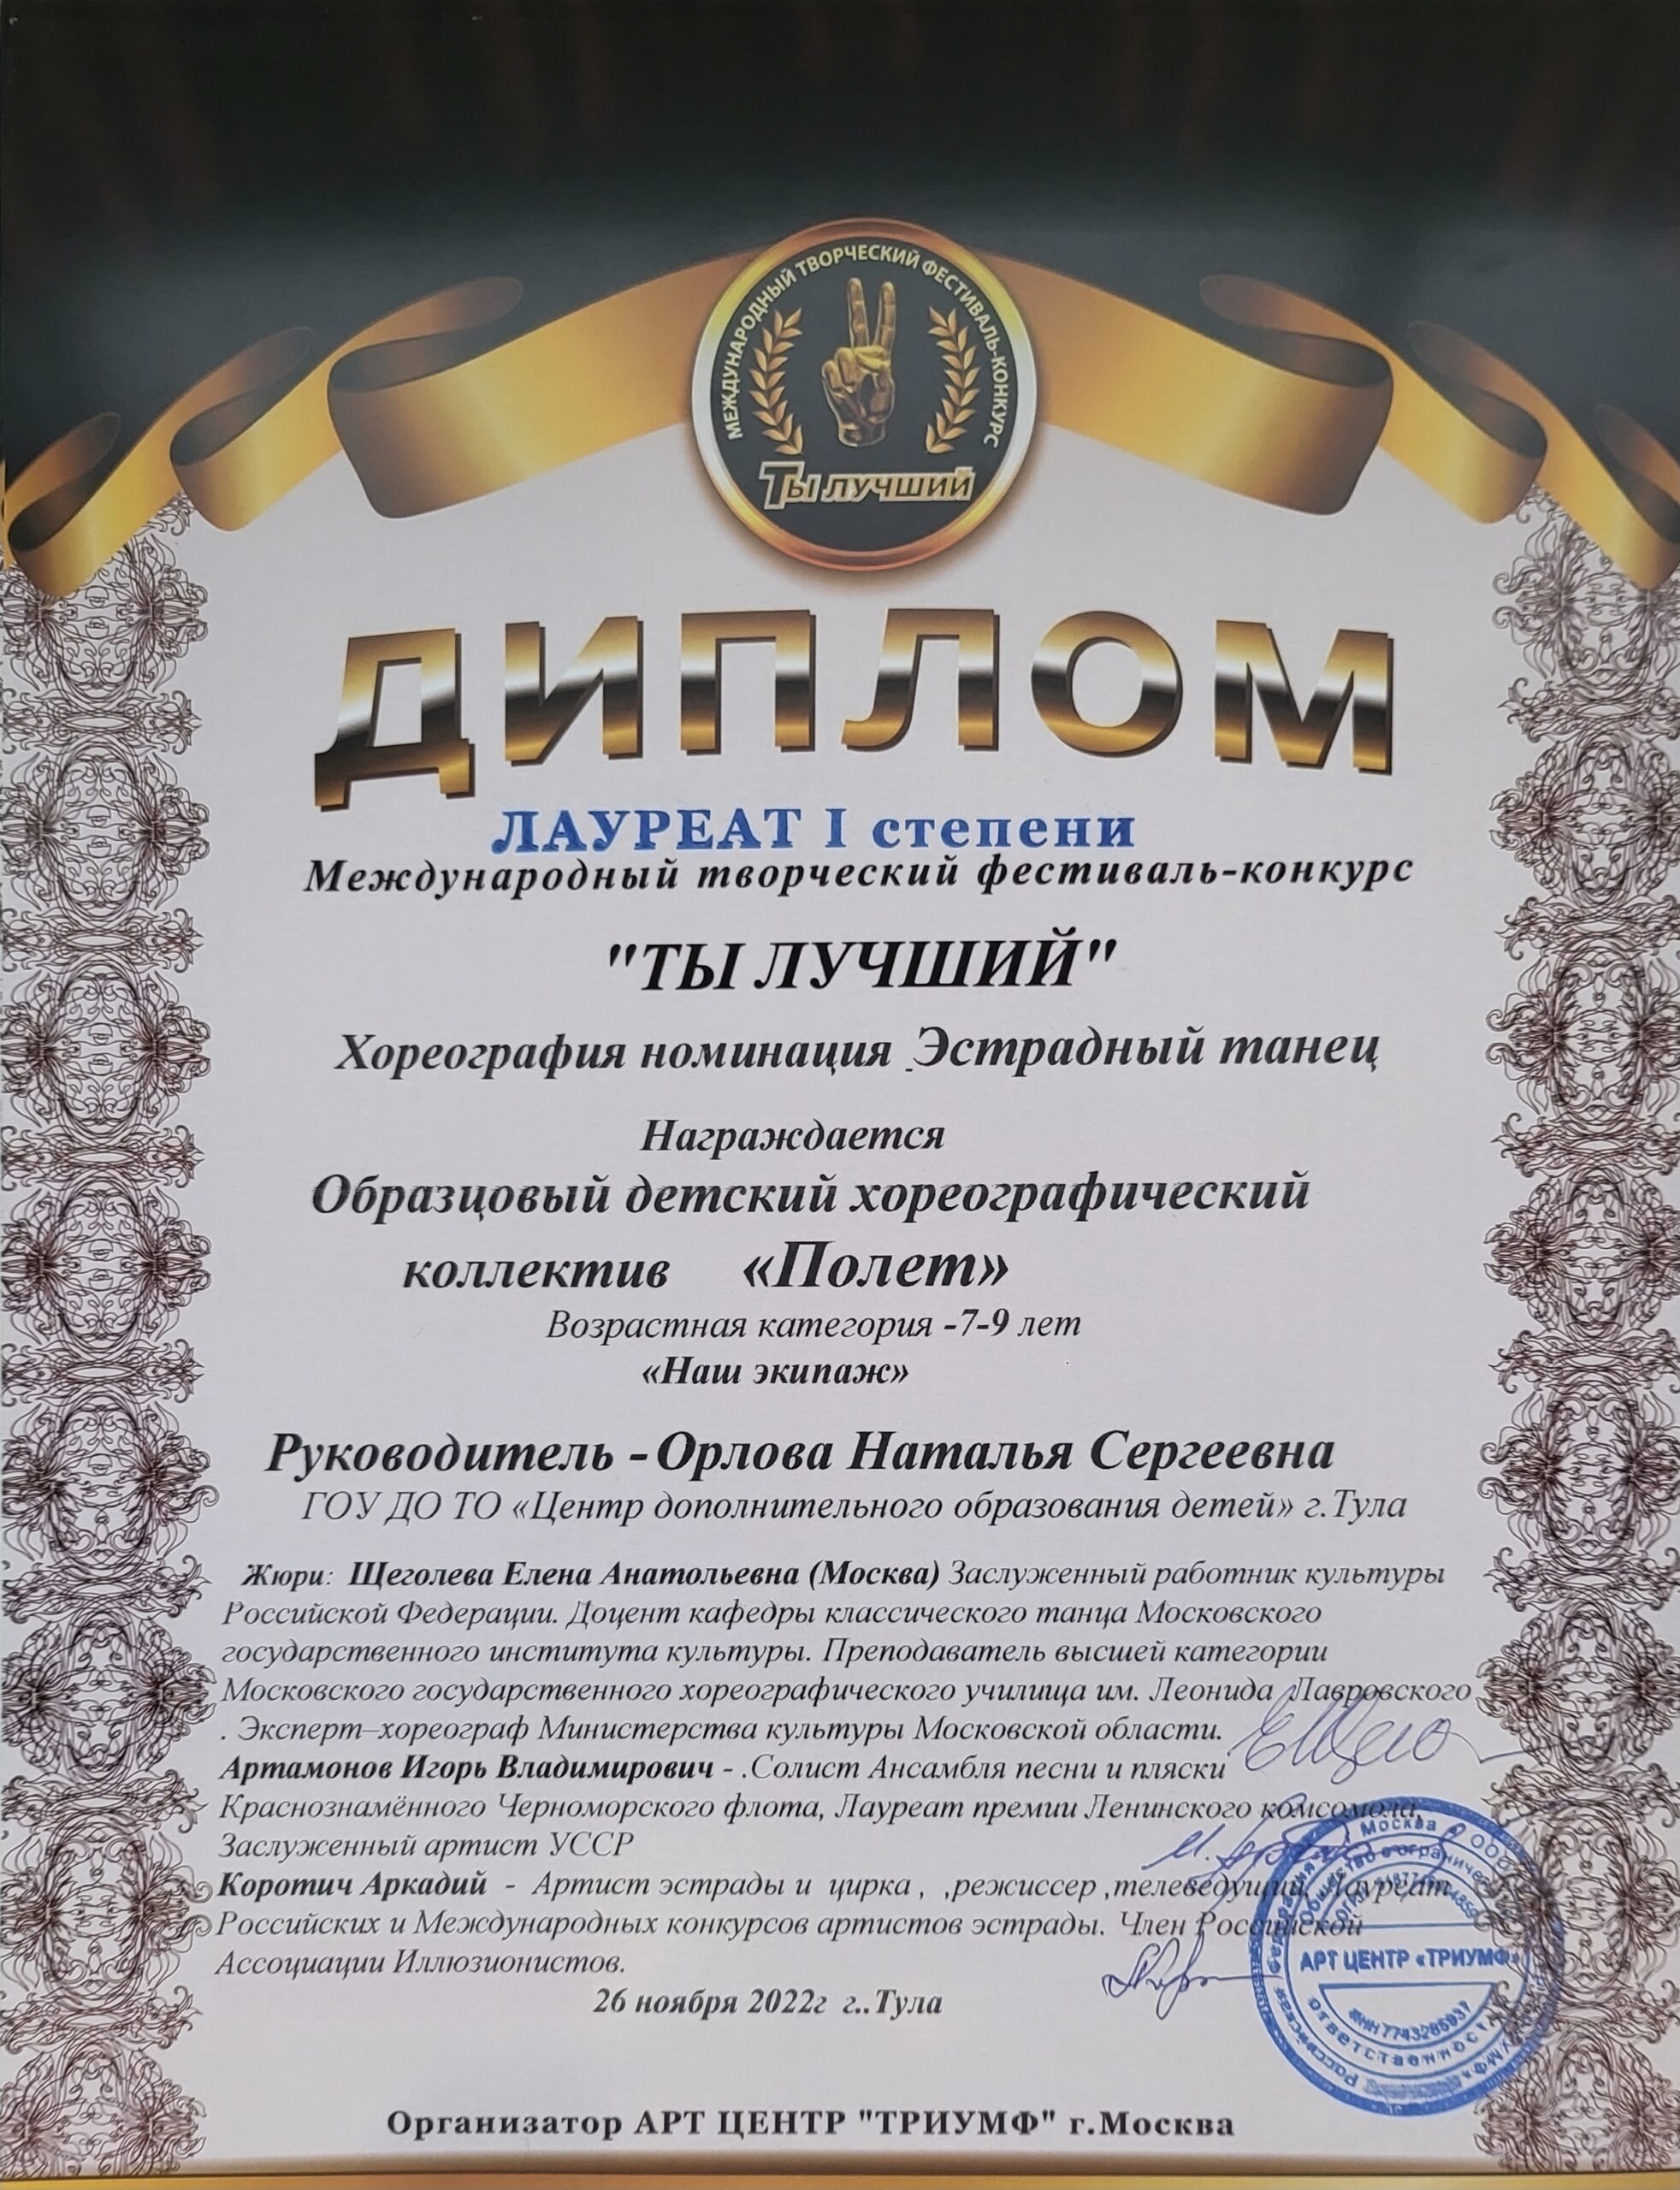 МЕЖДУНАРОДНЫЙ ТВОРЧЕСКИЙ ФЕСТИВАЛЬ-КОНКУРС
Ты лучший
ДИПЛОМ
ЛАУРЕАТ I степени
Международный творческий фестиваль-конкурс
"ТЫ ЛУЧШИЙ"
Хореография номинация Эстрадный танец
Награждается
Образцовый детский хореографический
коллектив «Полет»
Возрастная категория -7-9 лет
«Наш экипаж»
Руководитель -Орлова Наталья Сергеевна
ГОУ ДО ТО «Центр дополнительного образования детей» г.Тула
Жюри: Щеголева Елена Анатольевна (Москва) Заслуженный работник культуры
Российской Федерации. Доцент кафедры классического танца Московского
государственного института культуры. Преподаватель высшей категории
Московского государственного хореографического училища им. Леонида Лавровского
. Эксперт–хореограф Министерства культуры Московской области.
Артамонов Игорь Владимирович - .Солист Ансамбля песни и пляски
Краснознамённого Черноморского флота, Лауреат премии Ленинского комсомола,
Заслуженный артист УССР
Коротич Аркадий - Артист эстрады и цирка , ,режиссер ,телеведущий, Лауреат
Российских и Международных конкурсов артистов эстрады. Член Российской
Ассоциации Иллюзионистов.
26 ноября 2022г г..Тула
Москва
АРТ ЦЕНТР «ТРИУМФ»
ответственность
Организатор АРТ ЦЕНТР "ТРИУМФ" г.Москва